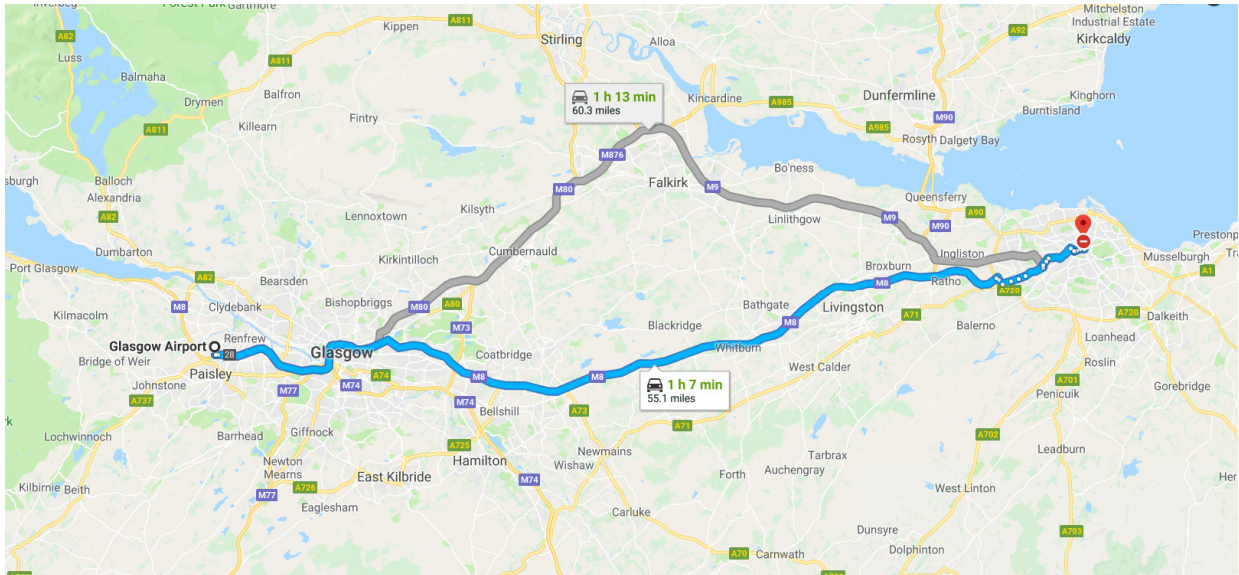 Inverbeg
Forest Park
Gartmore
A811
Mitchelston
Industrial Estate
Kippen
A82
Stirling
Alloa
A92
Kirkcaldy
Luss
A811
Balmaha
Balfron
1 h 13 min
60.3 miles
Kincardine
A985
Dunfermline
Kinghorn
Burntisland
Drymen
A811
Fintry
Killearn
M90
A985
Rosyth
Dalgety Bay
M876
Bo'ness
Balloch
Alexandria
M80
Falkirk
M9
Queensferry
Lennoxtown
Kilsyth
Linlithgow
M9
A90
M90
Cumbernauld
Dumbarton
Kirkintilloch
Ingliston
Port Glasgow
A82
Bearsden
Broxburn
Ratho
Musselburgh
A1
Clydebank
Bishopbriggs
M80
A80
M8
A720
M8
Bathgate
Livingston
A71
A720
Kilmacolm
Renfrew
M73
Blackridge
M8
Balerno
Dalkeith
Loanhead
Glasgow Airport
28
Glasgow
Coatbridge
Whitburn
Roslin
Bridge of Weir
Paisley
A74
M8
M8
West Calder
Johnstone
M77
M74
1 h 7 min
55.1 miles
A701
Gorebridge
A737
M74
Bellshill
A73
Penicuik
Giffnock
A71
Lochwinnoch
Barrhead
A725
Newmains
A702
Leadburn
Newton
Mearns
Hamilton
Wishaw
Tarbrax
East Kilbride
M74
Forth
Auchengray
Kilbirnie
Beith
M77
A726
West Linton
Eaglesham
Carluke
Dunsyre
A703
A70
Carnwath
Dolphinton